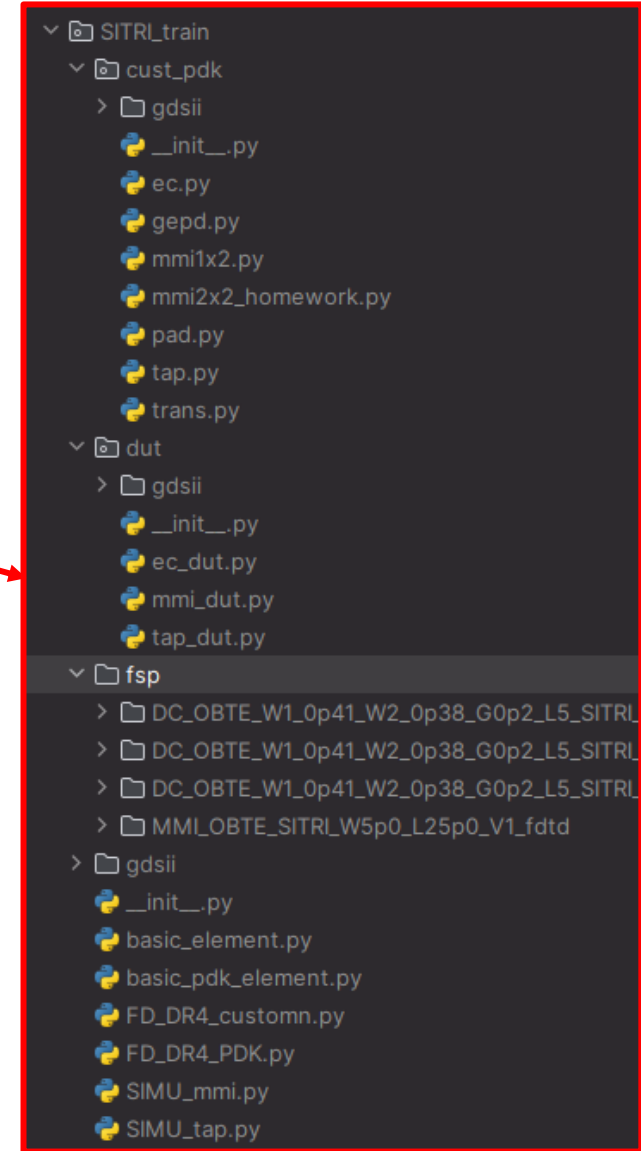 SITRI_train
cust_pdk
gdsii
__init__.py
ec.py
gepd.py
mmi1x2.py
mmi2x2_homework.py
pad.py
tap.py
trans.py
dut
gdsii
__init__.py
ec_dut.py
mmi_dut.py
tap_dut.py
fsp
DC_OBTE_W1_0p41_W2_0p38_G0p2_L5_SITRI_
DC_OBTE_W1_0p41_W2_0p38_G0p2_L5_SITRI_
DC_OBTE_W1_0p41_W2_0p38_G0p2_L5_SITRI_
MMI_OBTE_SITRI_W5p0_L25p0_V1_fdtd
gdsii
__init__.py
basic_element.py
basic_pdk_element.py
FD_DR4_customn.py
FD_DR4_PDK.py
SIMU_mmi.py
SIMU_tap.py